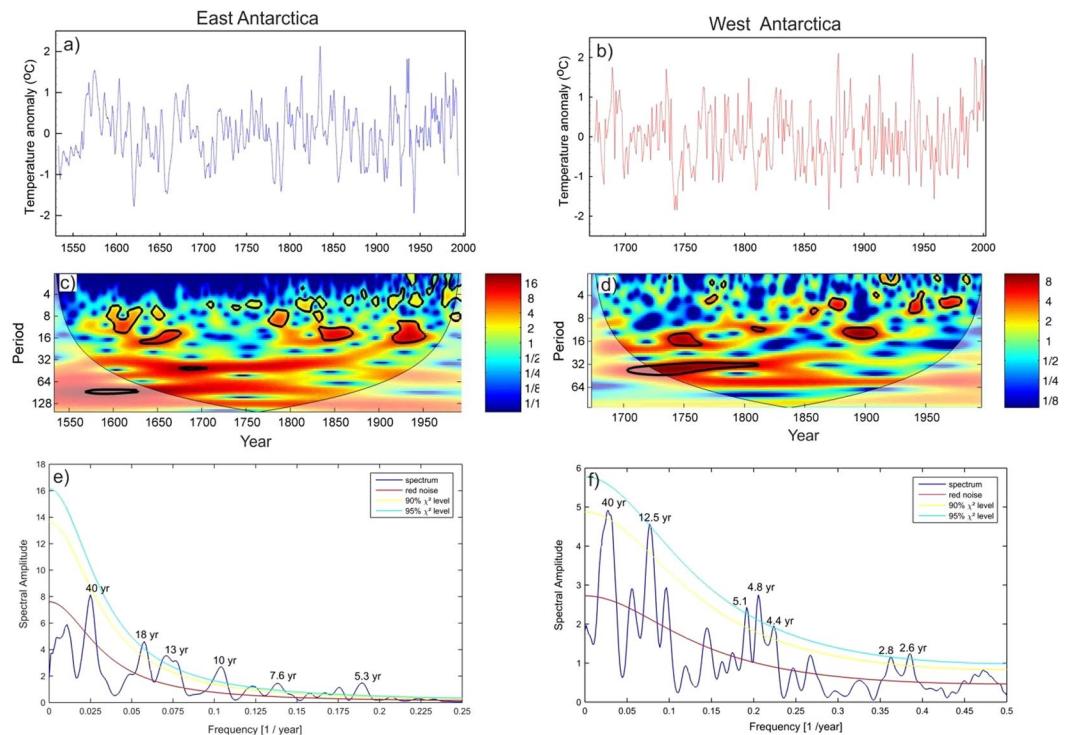 East Antarctica
West Antarctica
a)
Temperature anomaly (°C)
2
1
0
-1
-2
1550 1600 1650 1700 1750 1800 1850 1900 1950 2000
b)
Temperature anomaly (°C)
2
1
0
-1
-2
1700 1750 1800 1850 1900 1950 2000
c)
Period
4
8
16
32
64
128
1550 1600 1650 1700 1750 1800 1850 1900 1950
Year
16
8
4
2
1
1/2
1/4
1/8
1/1
d)
Period
4
8
16
32
64
1700 1750 1800 1850 1900 1950
Year
8
4
2
1
1/2
1/4
1/8
e)
Spectral Amplitude
18
16
14
12
10
8
6
4
2
0
0 0.025 0.05 0.075 0.1 0.125 0.15 0.175 0.2 0.225 0.25
Frequency [1 / year]
spectrum
red noise
90% χ² level
95% χ² level
40 yr
18 yr
13 yr
10 yr
7.6 yr
5.3 yr
f)
Spectral Amplitude
6
5
4
3
2
1
0
0 0.05 0.1 0.15 0.2 0.25 0.3 0.35 0.4 0.45 0.5
Frequency [1 /year]
spectrum
red noise
90% χ² level
95% χ² level
40 yr
12.5 yr
5.1
4.8 yr
4.4 yr
2.8
2.6 yr